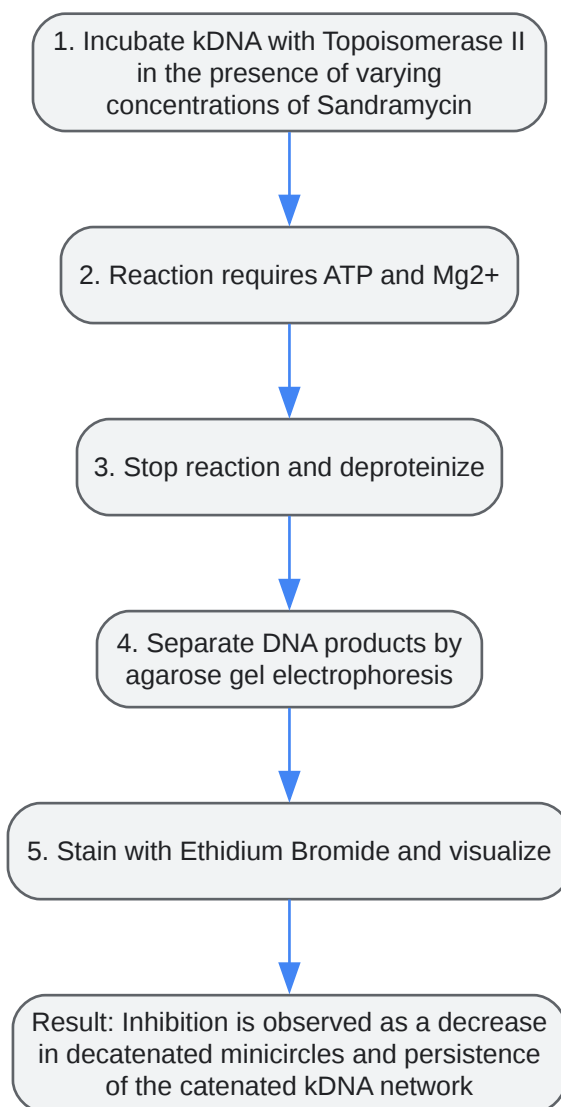 1. Incubate kDNA with Topoisomerase II
in the presence of varying
concentrations of Sandramycin
2. Reaction requires ATP and Mg2+
3. Stop reaction and deproteinize
4. Separate DNA products by
agarose gel electrophoresis
5. Stain with Ethidium Bromide and visualize
Result: Inhibition is observed as a decrease
in decatenated minicircles and persistence
of the catenated kDNA network